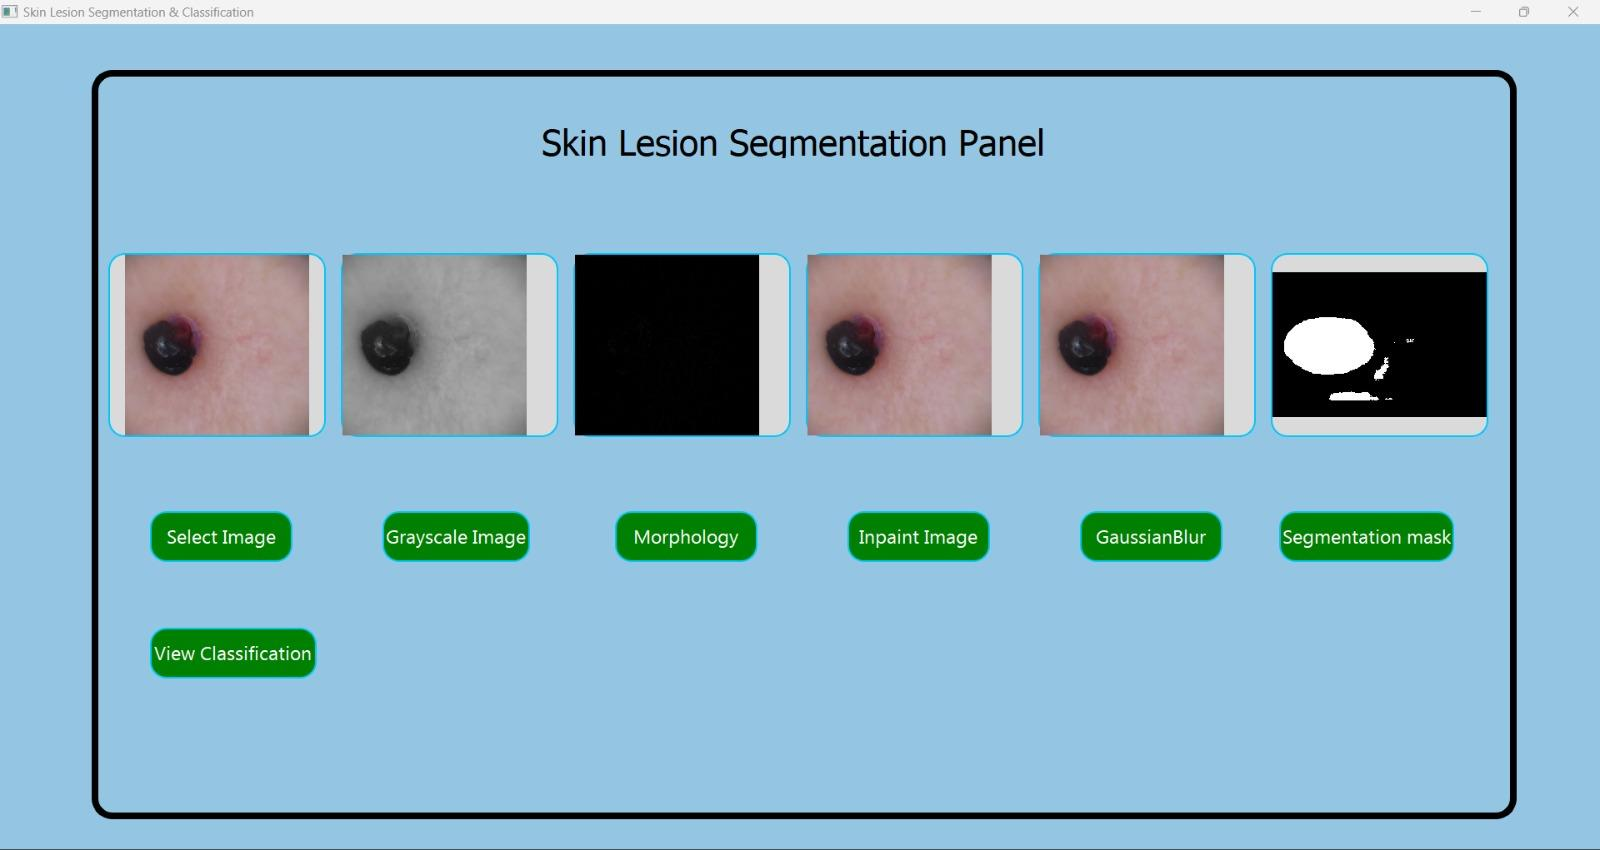 Skin Lesion Segmentation & Classification
Skin Lesion Segmentation Panel
Select Image
Grayscale Image
Morphology
Inpaint Image
GaussianBlur
Segmentation mask
View Classification